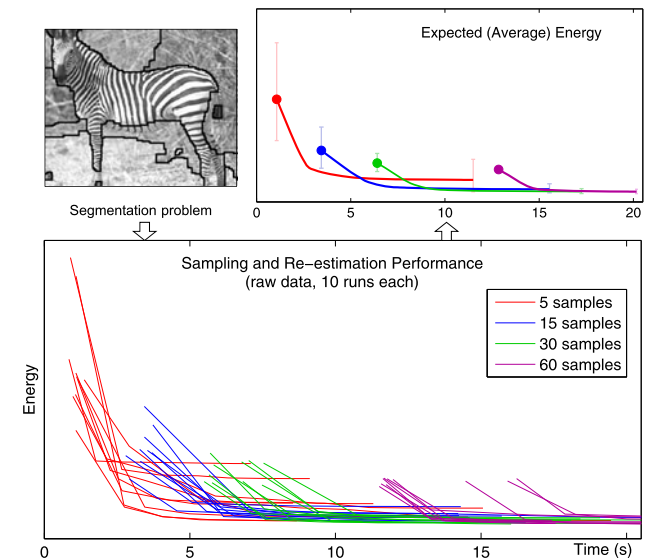 Expected (Average) Energy
0 5 10 15 20
Segmentation problem
Sampling and Re-estimation Performance
(raw data, 10 runs each)
5 samples
15 samples
30 samples
60 samples
Energy
0 5 10 15 Time (s)